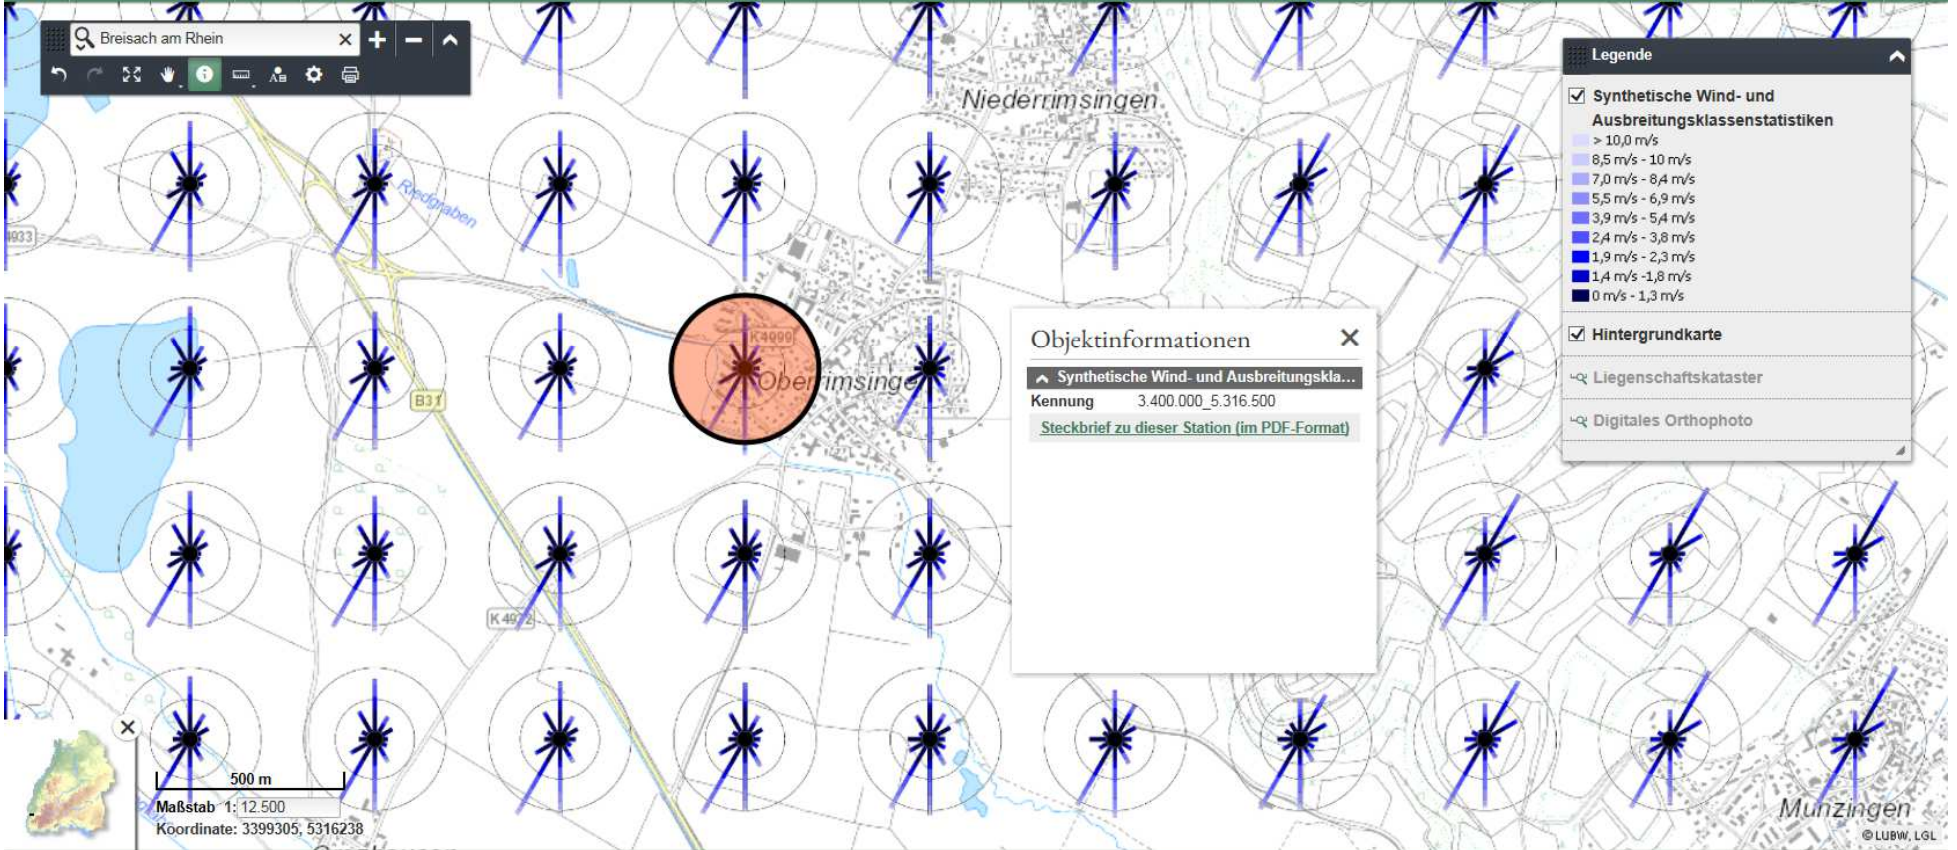 Breisach am Rhein
Niederrimsingen
Riedgraben
4933
K4999
Oberrimsinge
B31
K 49 2
Munzingen
Legende
Synthetische Wind- und
Ausbreitungsklassenstatistiken
> 10,0 m/s
8,5 m/s - 10 m/s
7,0 m/s - 8,4 m/s
5,5 m/s - 6,9 m/s
3,9 m/s - 5,4 m/s
2,4 m/s - 3,8 m/s
1,9 m/s - 2,3 m/s
1,4 m/s -1,8 m/s
0 m/s - 1,3 m/s
Hintergrundkarte
Liegenschaftskataster
Digitales Orthophoto
Objektinformationen
Synthetische Wind- und Ausbreitungskla...
Kennung 3.400.000_5.316.500
Steckbrief zu dieser Station (im PDF-Format)
500 m
Maßstab 1: 12.500
Koordinate: 3399305, 5316238
© LUBW, LGL